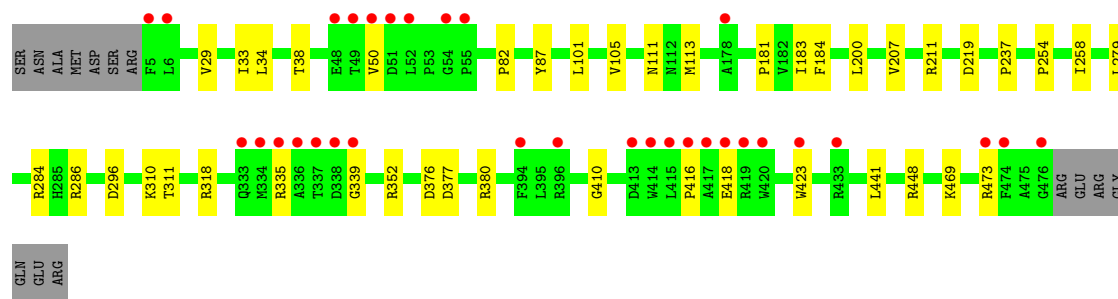 SER ASN ALA MET ASP SER ARG F5 L6 V29 I33 L34 T38 E48 T49 V50 D51 L52 P53 G54 P55 P82 Y87 L101 V105 N111 N112 M113 A178 P181 V182 I183 F184 L200 V207 R211 D219 P237 P254 I258 L279
R284 H285 R286 D296 K310 T311 R318 Q333 M334 R335 A336 T337 D338 G339 R352 D376 D377 R380 F394 L395 R396 G410 D413 W414 L415 P416 A417 E418 R419 W420 W423 R433 L441 R448 K469 R473 F474 A475 G476 ARG GLU ARG GLY
GLN GLU ARG